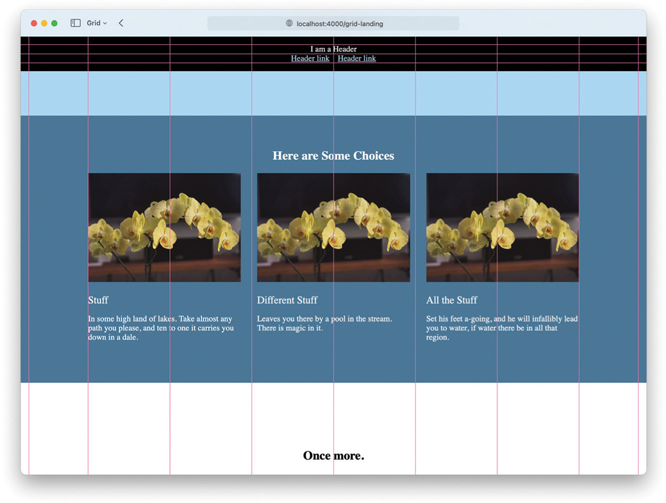 Grid
localhost:4000/grid-landing
I am a Header
Header link Header link
Here are Some Choices
Stuff
In some high land of lakes. Take almost any
path you please, and ten to one it carries you
down in a dale.
Different Stuff
Leaves you there by a pool in the stream.
There is magic in it.
All the Stuff
Set his feet a-going, and he will infallibly lead
you to water, if water there be in all that
region.
Once more.